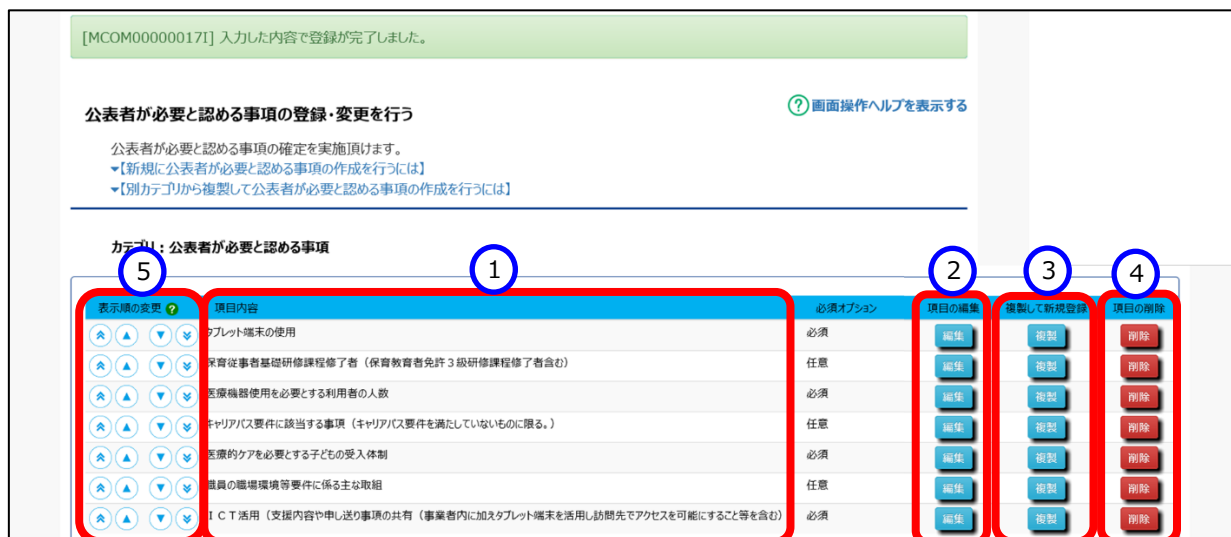 [MCOM00000017I] 入力した内容で登録が完了しました。
公表者が必要と認める事項の登録・変更を行う
?画面操作ヘルプを表示する
公表者が必要と認める事項の確定を実施頂けます。
▾【新規に公表者が必要と認める事項の作成を行うには】
▾【別カテゴリから複製して公表者が必要と認める事項の作成を行うには】
カテゴリ：公表者が必要と認める事項
5 1 2 3 4
表示順の変更 ? 項目内容 必須オプション 項目の編集 複製して新規登録 項目の削除
タブレット端末の使用 必須 編集 複製 削除
保育従事者基礎研修課程修了者（保育教育者免許３級研修課程修了者含む） 任意 編集 複製 削除
医療機器使用を必要とする利用者の人数 必須 編集 複製 削除
キャリアパス要件に該当する事項（キャリアパス要件を満たしていないものに限る。） 任意 編集 複製 削除
医療的ケアを必要とする子どもの受入体制 必須 編集 複製 削除
職員の職場環境等要件に係る主な取組 任意 編集 複製 削除
ＩＣＴ活用（支援内容や申し送り事項の共有（事業者内に加えタブレット端末を活用し訪問先でアクセスを可能にすること等を含む） 必須 編集 複製 削除